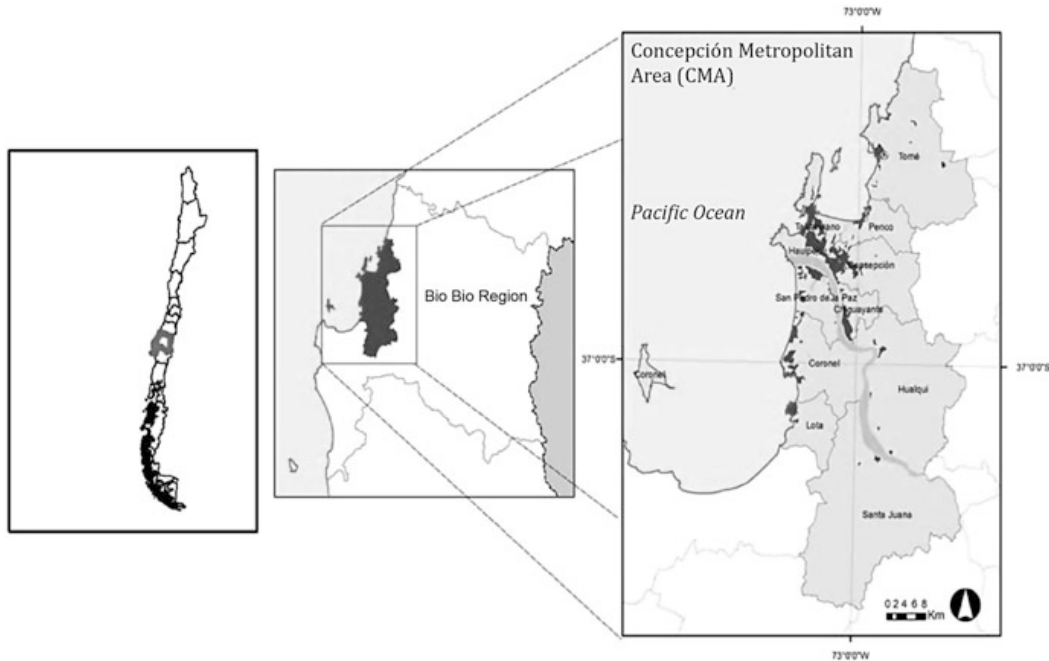 73°0'0"W
Concepción Metropolitan
Area (CMA)
Tomé
Pacific Ocean
Penco
Concepción
Bio Bio Region
San Pedro de la Paz
Chiguayante
37°0'0"S
Coronel
37°0'0"S
Coronel
Hualqui
Lota
Santa Juana
0 2 4 6 8
Km
73°0'0"W